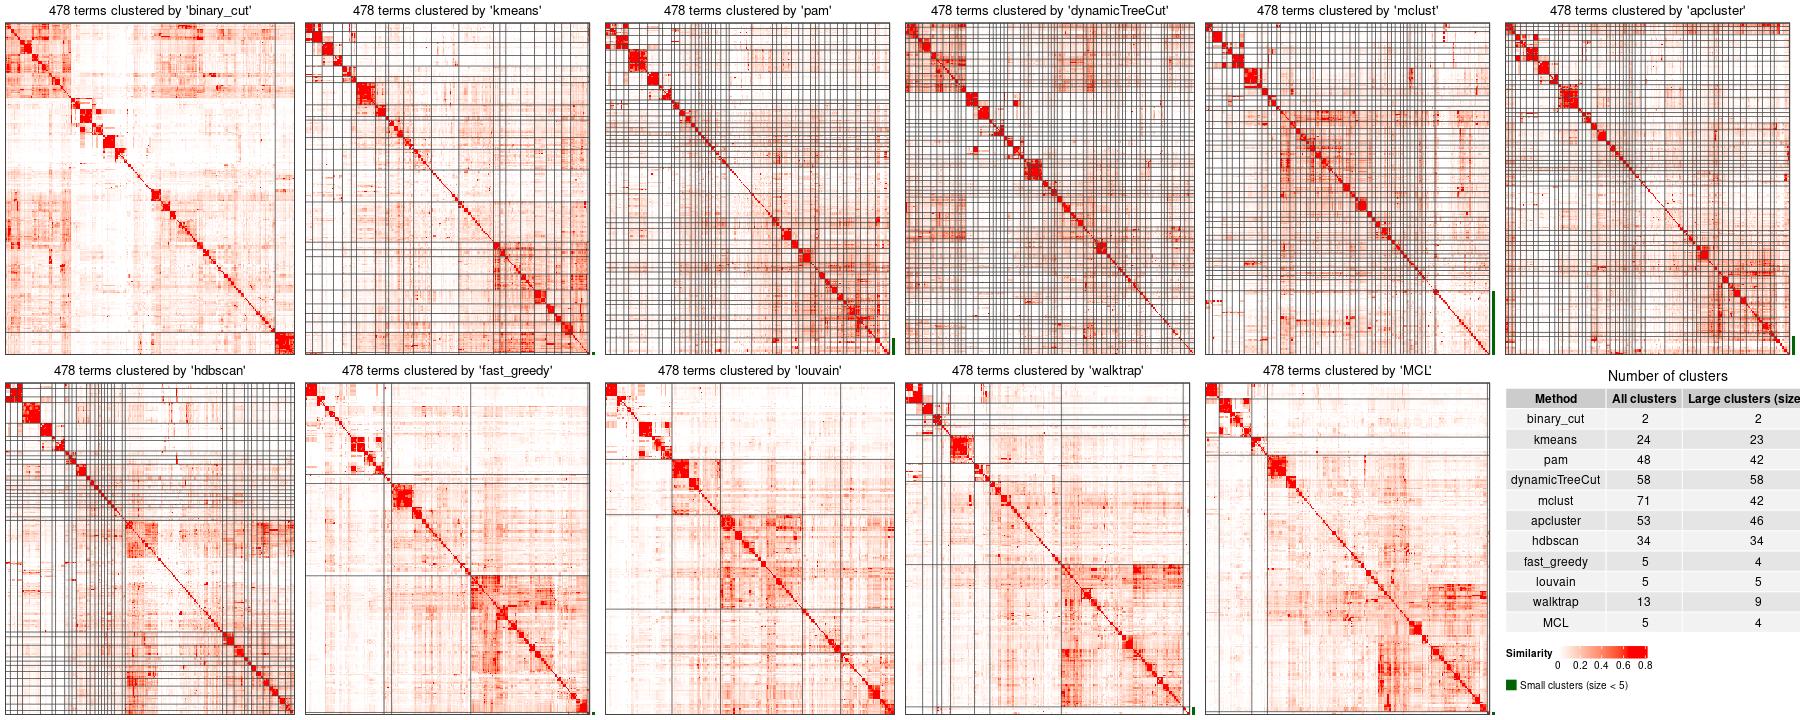 478 terms clustered by 'binary_cut'
478 terms clustered by 'kmeans'
478 terms clustered by 'pam'
478 terms clustered by 'dynamicTreeCut'
478 terms clustered by 'mclust'
478 terms clustered by 'apcluster'
478 terms clustered by 'hdbscan'
478 terms clustered by 'fast_greedy'
478 terms clustered by 'louvain'
478 terms clustered by 'walktrap'
478 terms clustered by 'MCL'
Number of clusters
Method All clusters Large clusters (size
binary_cut 2 2
kmeans 24 23
pam 48 42
dynamicTreeCut 58 58
mclust 71 42
apcluster 53 46
hdbscan 34 34
fast_greedy 5 4
louvain 5 5
walktrap 13 9
MCL 5 4
Similarity
0 0.2 0.4 0.6 0.8
Small clusters (size < 5)